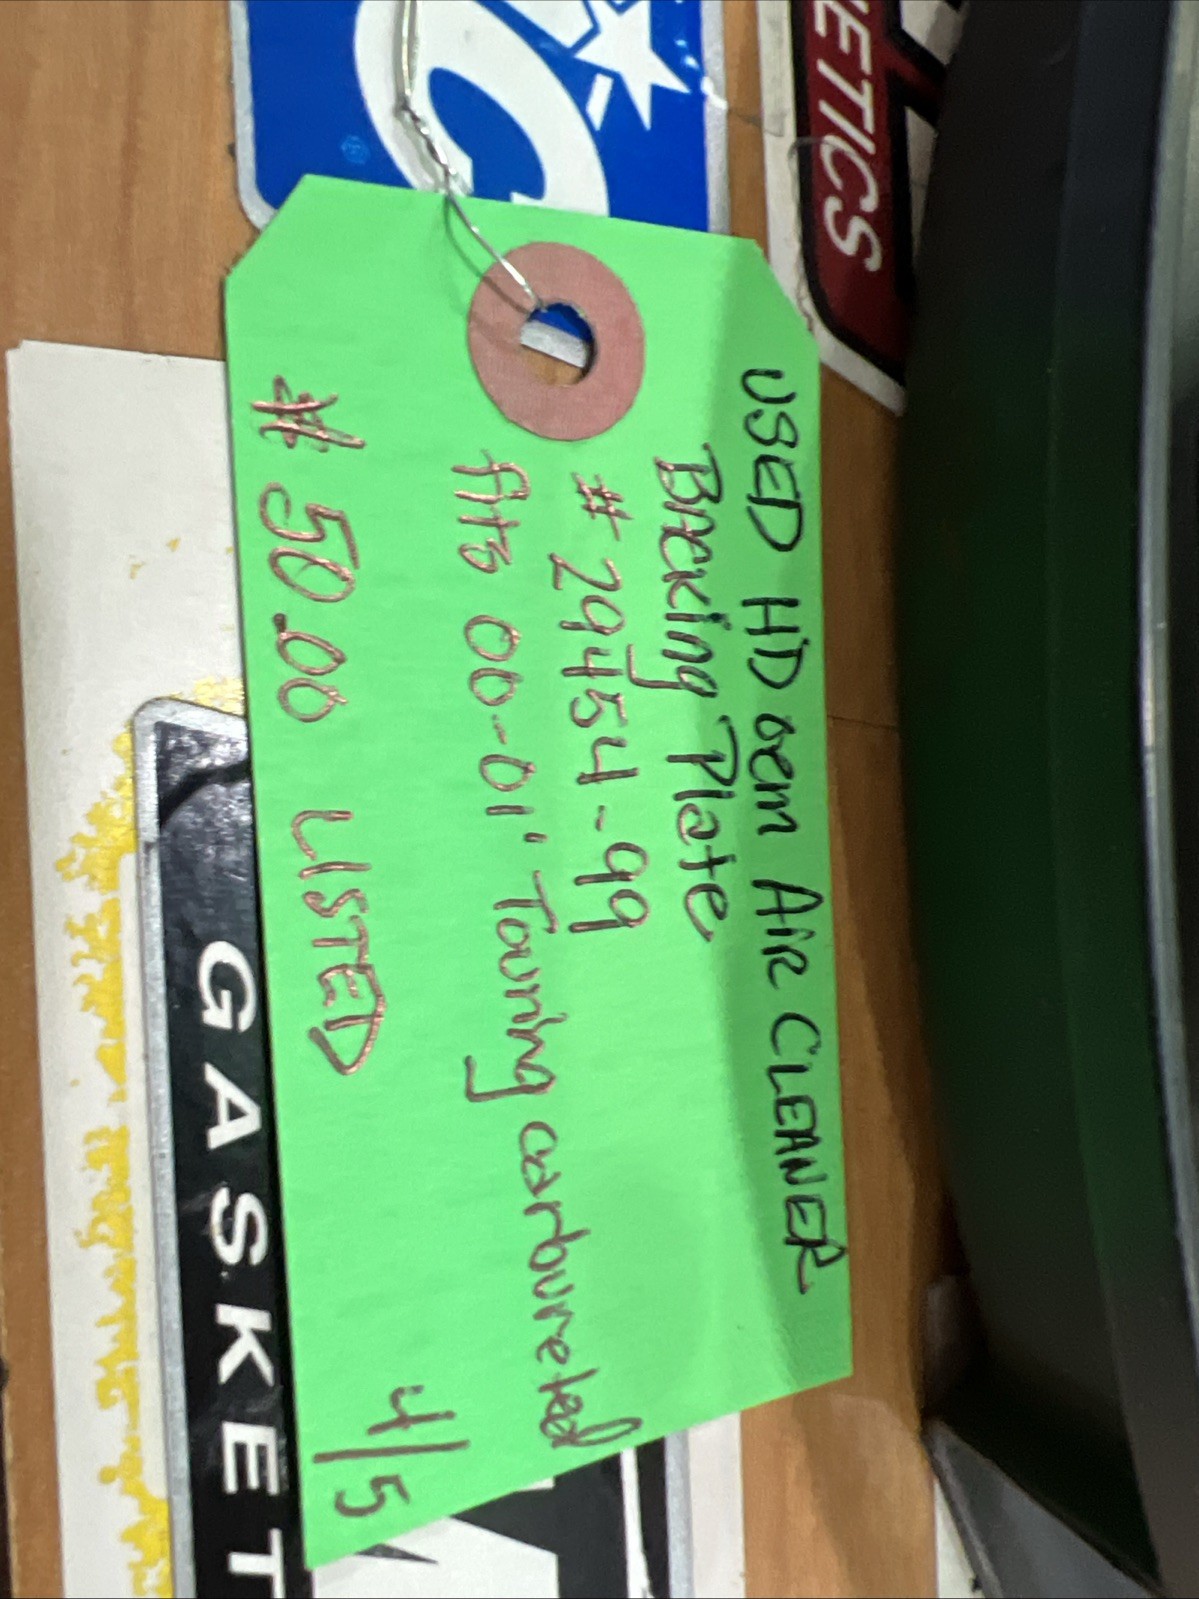 USED HD oem AIR CLEANER
Backing Plate
# 29454-99
fits 00-01' Touring carbureted
$ 50.00 LISTED
4/5
ETICS
GASKET